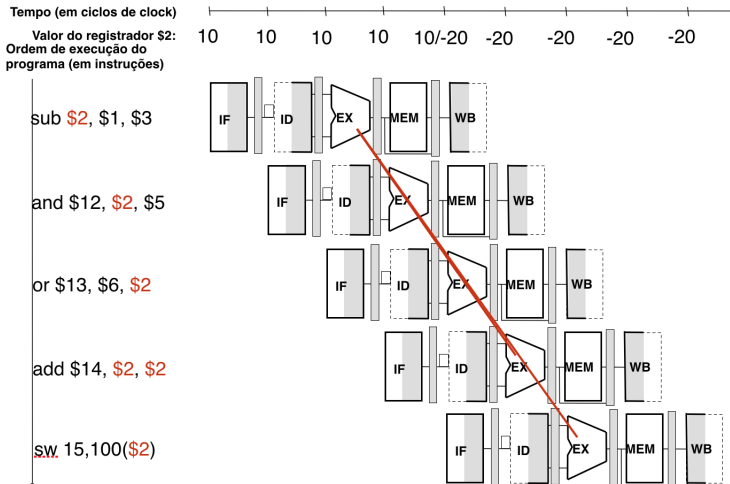 Tempo (em ciclos de clock)
Valor do registrador $2: 10 10 10 10 10/-20 -20 -20 -20 -20
Ordem de execução do
programa (em instruções)
sub $2, $1, $3 IF ID EX MEM WB
and $12, $2, $5 IF ID EX MEM WB
or $13, $6, $2 IF ID EX MEM WB
add $14, $2, $2 IF ID EX MEM WB
sw 15,100($2) IF ID EX MEM WB